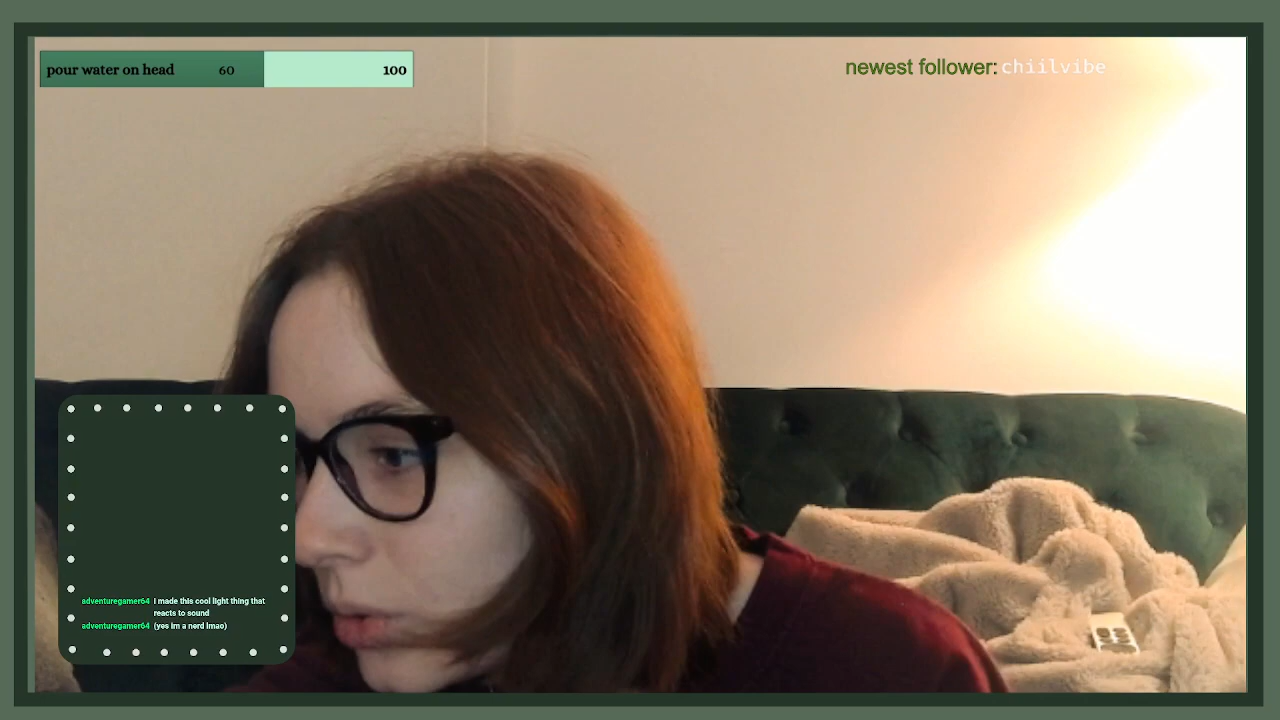 pour water on head 60 100
newest follower: chiilvibe
adventuregamer64 I made this cool light thing that
reacts to sound
adventuregamer64 (yes im a nerd lmao)